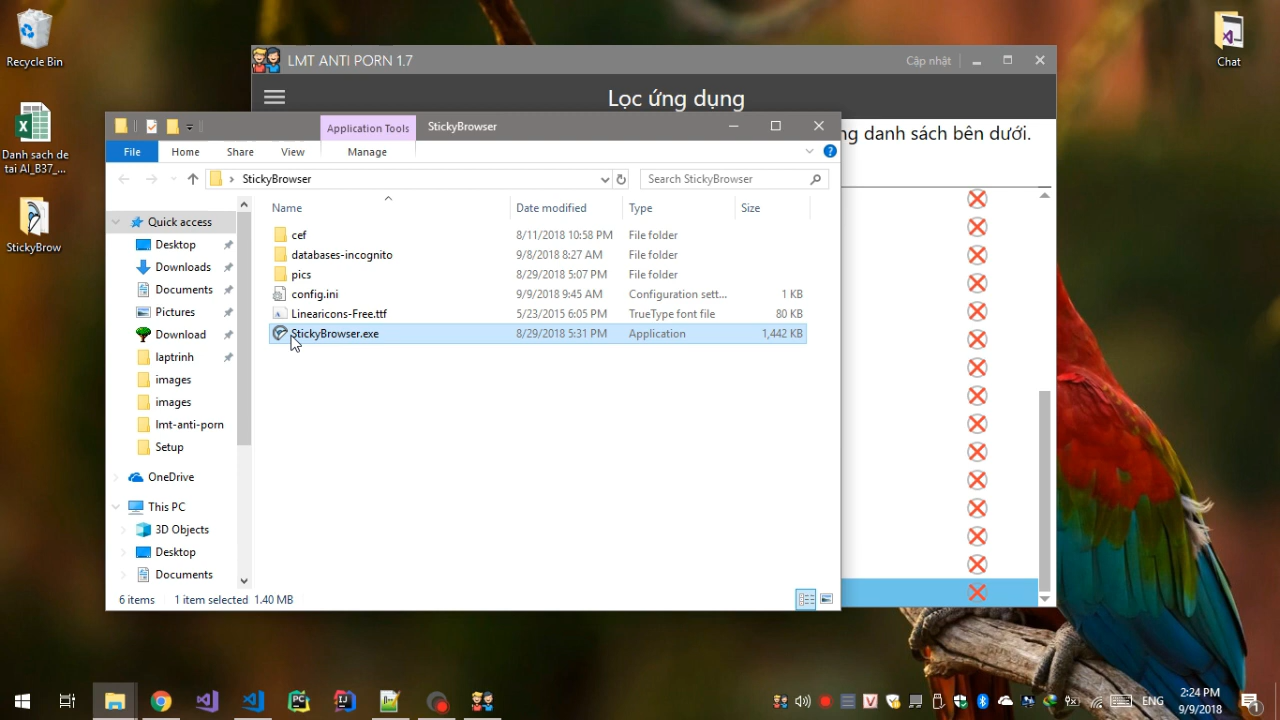 Recycle Bin
Danh sach de
tai AI_B37_...
StickyBrow
Chat
LMT ANTI PORN 1.7
Cập nhật
Lọc ứng dụng
ng danh sách bên dưới.
Application Tools
StickyBrowser
File
Home
Share
View
Manage
StickyBrowser
Search StickyBrowser
Name
Date modified
Type
Size
Quick access
Desktop
Downloads
Documents
Pictures
Download
laptrinh
images
images
lmt-anti-porn
Setup
OneDrive
This PC
3D Objects
Desktop
Documents
cef 8/11/2018 10:58 PM File folder
databases-incognito 9/8/2018 8:27 AM File folder
pics 8/29/2018 5:07 PM File folder
config.ini 9/9/2018 9:45 AM Configuration sett... 1 KB
Linearicons-Free.ttf 5/23/2015 6:05 PM TrueType font file 80 KB
StickyBrowser.exe 8/29/2018 5:31 PM Application 1,442 KB
6 items 1 item selected 1.40 MB
ENG
2:24 PM
9/9/2018
1